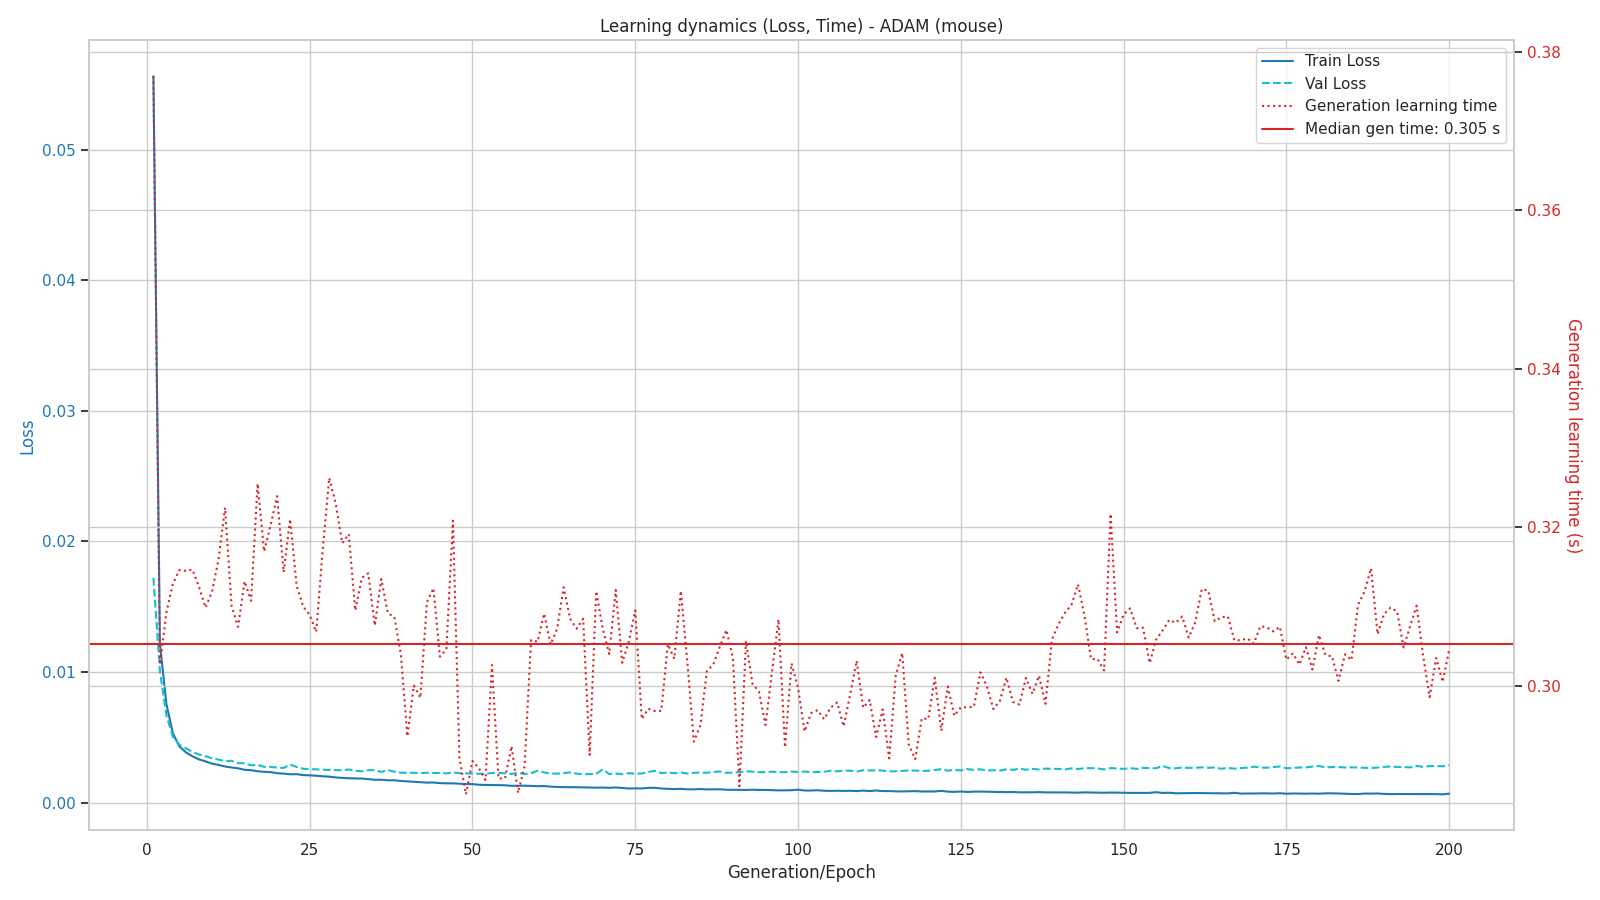 Learning dynamics (Loss, Time) - ADAM (mouse)
Train Loss
Val Loss
Generation learning time
Median gen time: 0.305 s
0.05
0.04
0.03
0.02
0.01
0.00
Loss
0.38
0.36
0.34
0.32
0.30
Generation learning time (s)
0 25 50 75 100 125 150 175 200
Generation/Epoch